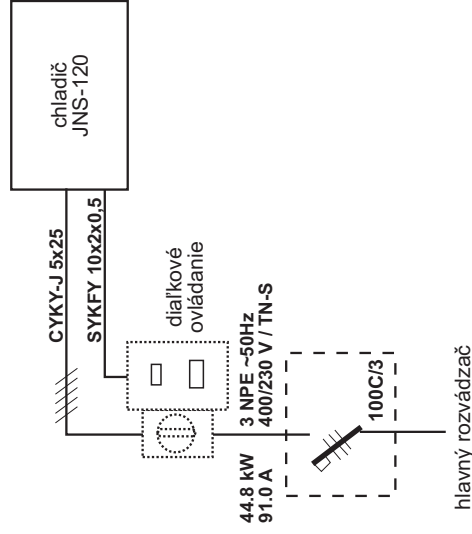 chladič
JNS-120
CYKY-J 5x25
SYKFY 10x2x0,5
diaľkové
ovládanie
44.8 kW
91.0 A
3 NPE ~50Hz
400/230 V / TN-S
100C/3
hlavný rozvádzač